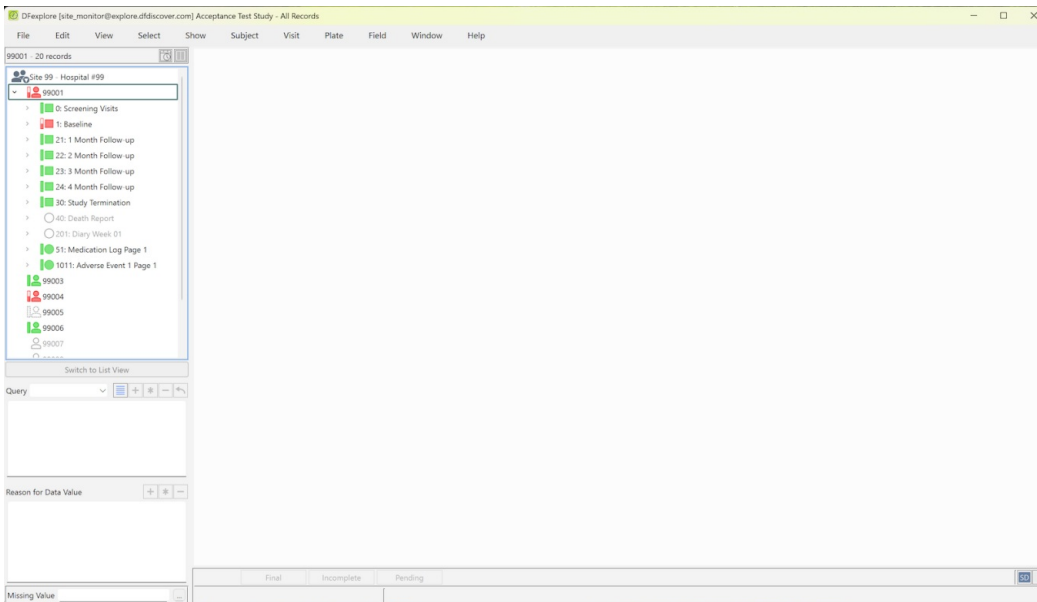 DFexplore [site_monitor@explore.dfdiscover.com] Acceptance Test Study - All Records
File Edit View Select Show Subject Visit Plate Field Window Help
99001 - 20 records
Site 99 - Hospital #99
99001
0: Screening Visits
1: Baseline
21: 1 Month Follow-up
22: 2 Month Follow-up
23: 3 Month Follow-up
24: 4 Month Follow-up
30: Study Termination
40: Death Report
201: Diary Week 01
51: Medication Log Page 1
1011: Adverse Event 1 Page 1
99003
99004
99005
99006
99007
Switch to List View
Query
Reason for Data Value
Final Incomplete Pending
SD
Missing Value